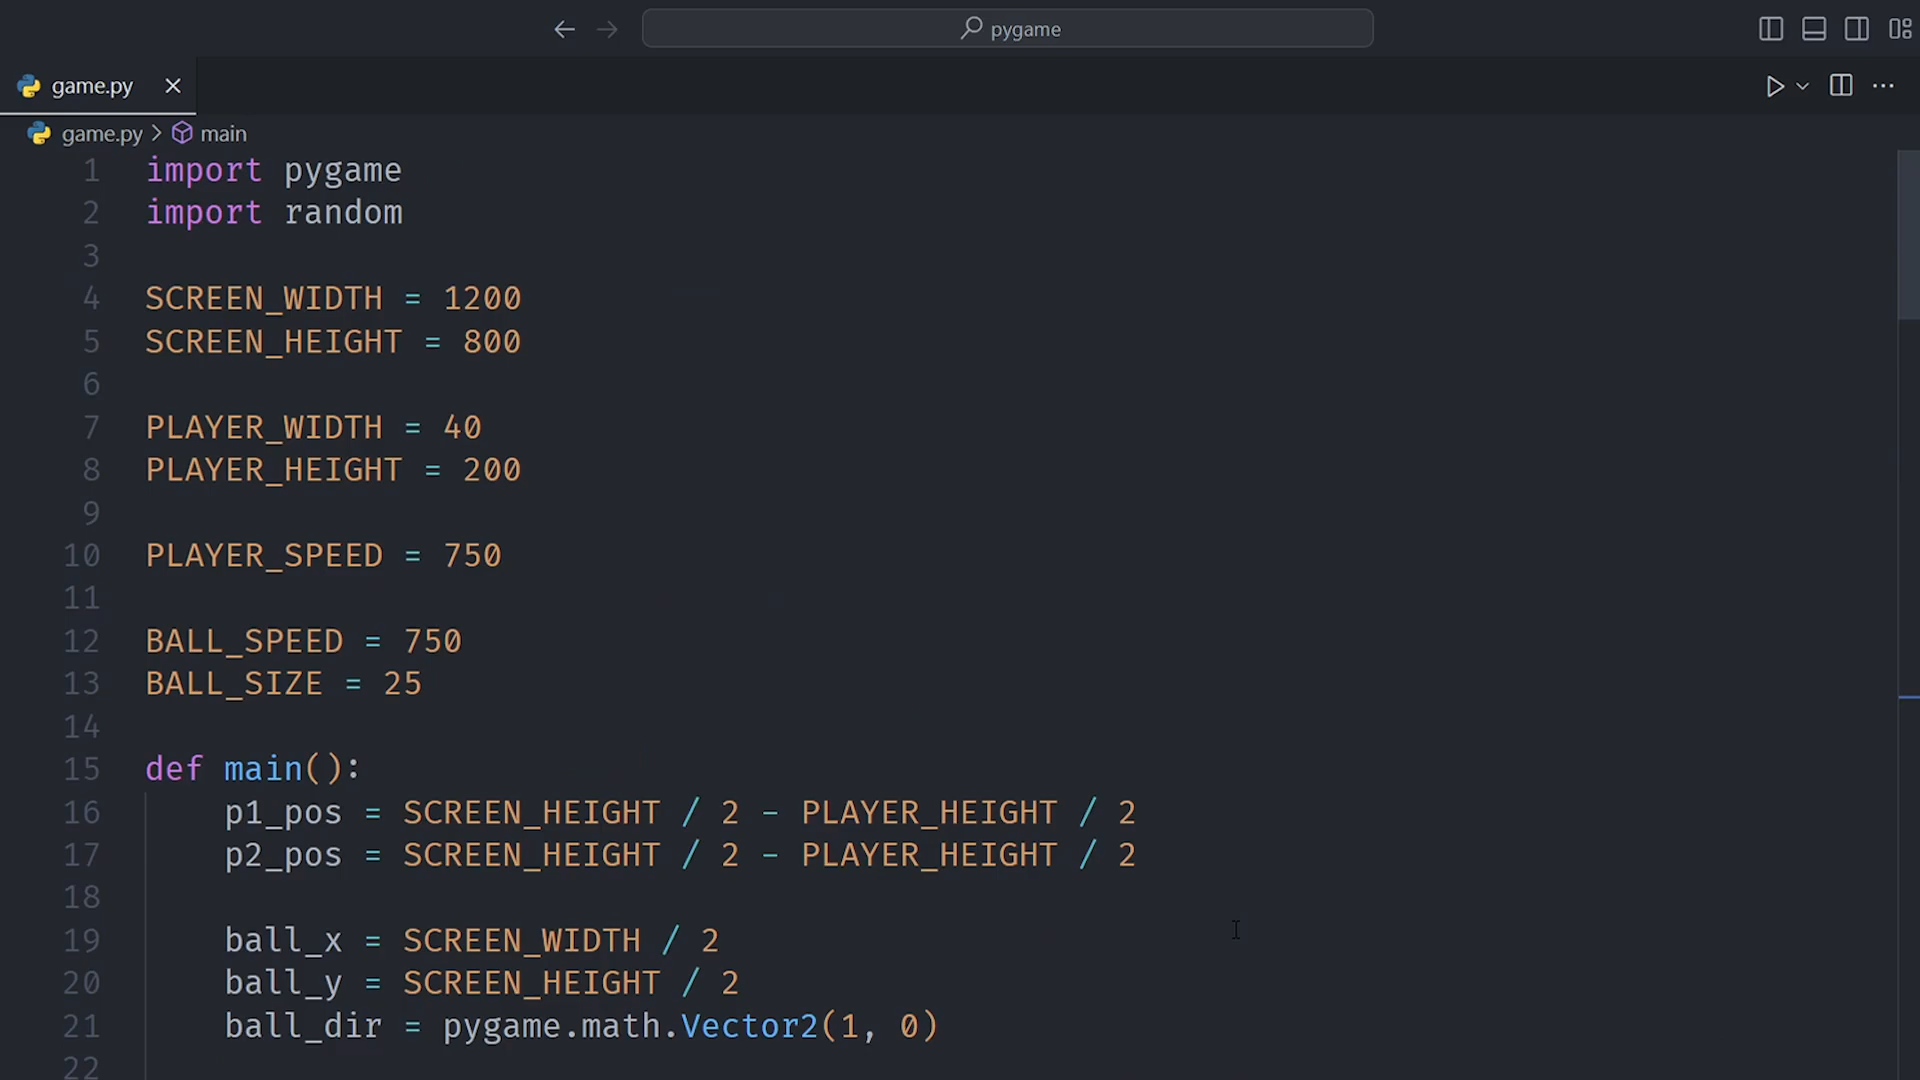 pygame
game.py
game.py > main
1 import pygame
2 import random
3
4 SCREEN_WIDTH = 1200
5 SCREEN_HEIGHT = 800
6
7 PLAYER_WIDTH = 40
8 PLAYER_HEIGHT = 200
9
10 PLAYER_SPEED = 750
11
12 BALL_SPEED = 750
13 BALL_SIZE = 25
14
15 def main():
16     p1_pos = SCREEN_HEIGHT / 2 - PLAYER_HEIGHT / 2
17     p2_pos = SCREEN_HEIGHT / 2 - PLAYER_HEIGHT / 2
18
19     ball_x = SCREEN_WIDTH / 2
20     ball_y = SCREEN_HEIGHT / 2
21     ball_dir = pygame.math.Vector2(1, 0)
22